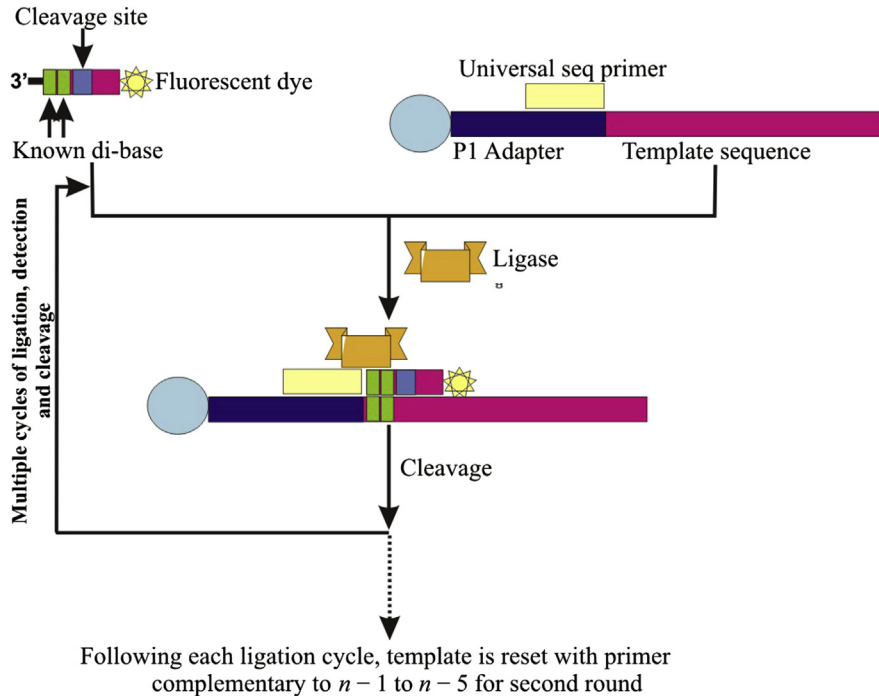 Cleavage site
3’
Fluorescent dye
Known di-base
Universal seq primer
P1 Adapter
Template sequence
Ligase
Multiple cycles of ligation, detection
and cleavage
Cleavage
Following each ligation cycle, template is reset with primer
complementary to n − 1 to n − 5 for second round